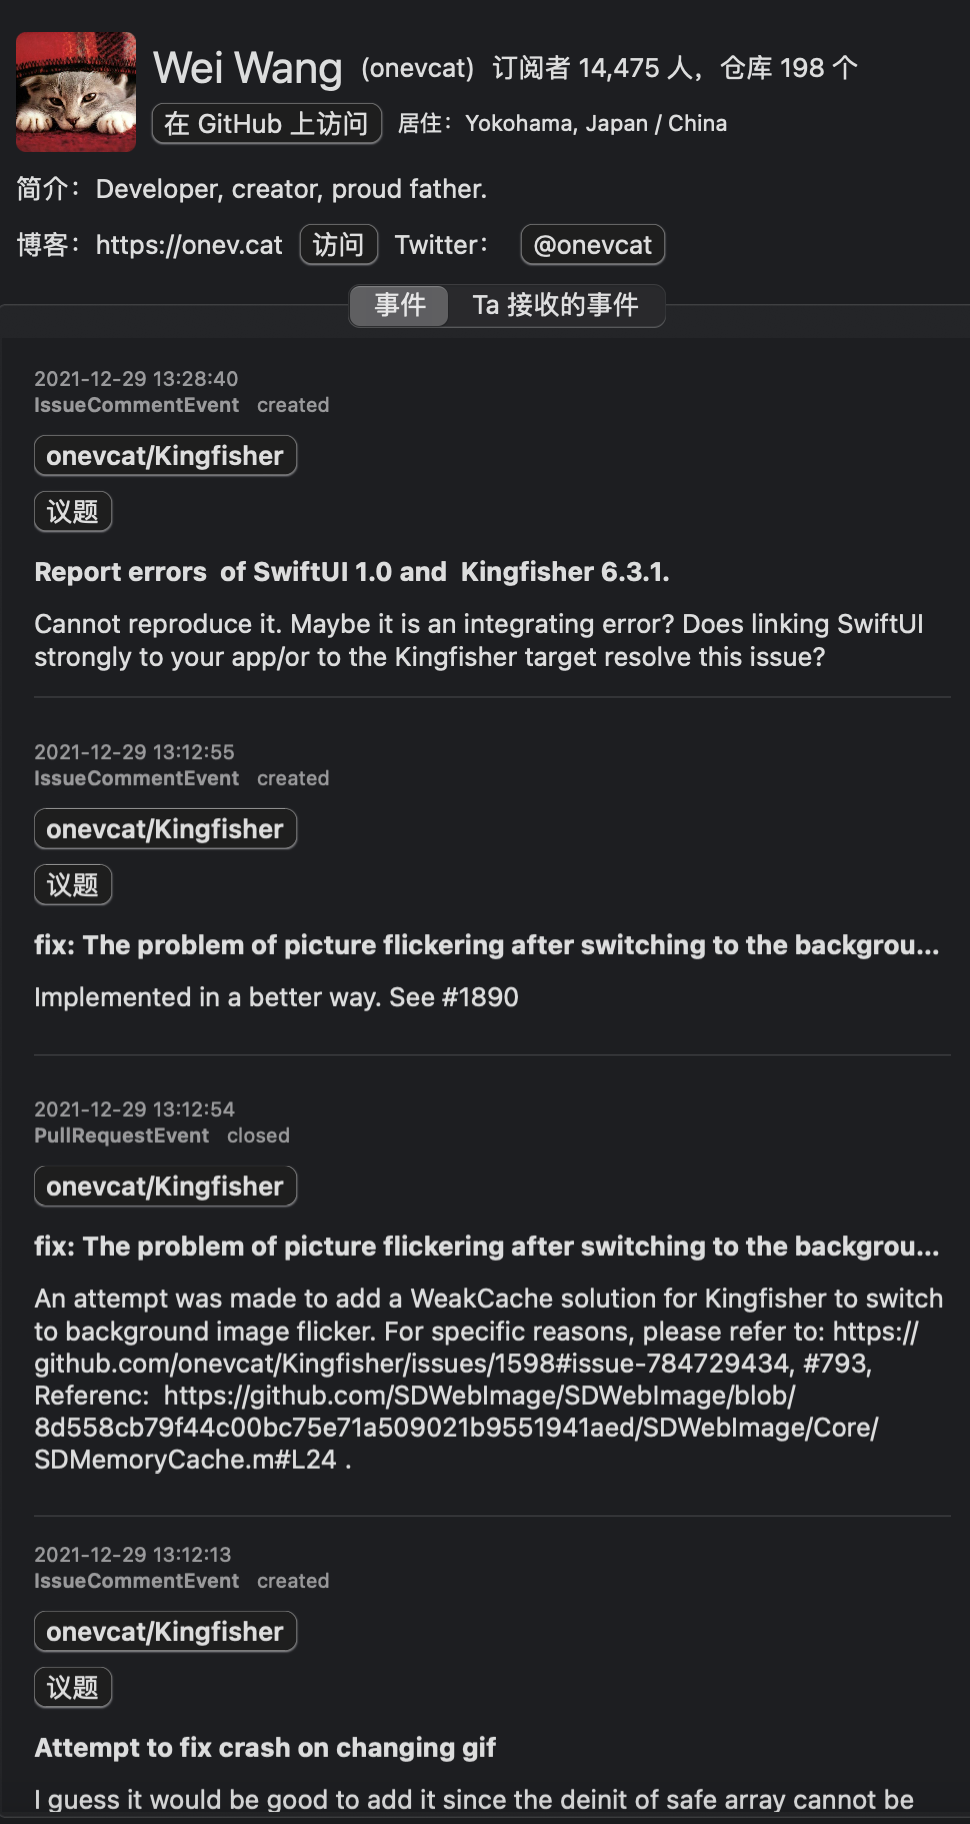 Wei Wang (onevcat) 订阅者 14,475 人，仓库 198 个
在 GitHub 上访问 居住：Yokohama, Japan / China
简介：Developer, creator, proud father.
博客：https://onev.cat 访问 Twitter： @onevcat
事件 Ta 接收的事件
2021-12-29 13:28:40
IssueCommentEvent created
onevcat/Kingfisher
议题
Report errors  of SwiftUI 1.0 and  Kingfisher 6.3.1.
Cannot reproduce it. Maybe it is an integrating error? Does linking SwiftUI
strongly to your app/or to the Kingfisher target resolve this issue?
2021-12-29 13:12:55
IssueCommentEvent created
onevcat/Kingfisher
议题
fix: The problem of picture flickering after switching to the backgrou...
Implemented in a better way. See #1890
2021-12-29 13:12:54
PullRequestEvent closed
onevcat/Kingfisher
fix: The problem of picture flickering after switching to the backgrou...
An attempt was made to add a WeakCache solution for Kingfisher to switch
to background image flicker. For specific reasons, please refer to: https://
github.com/onevcat/Kingfisher/issues/1598#issue-784729434, #793,
Referenc:  https://github.com/SDWebImage/SDWebImage/blob/
8d558cb79f44c00bc75e71a509021b9551941aed/SDWebImage/Core/
SDMemoryCache.m#L24 .
2021-12-29 13:12:13
IssueCommentEvent created
onevcat/Kingfisher
议题
Attempt to fix crash on changing gif
I guess it would be good to add it since the deinit of safe array cannot be